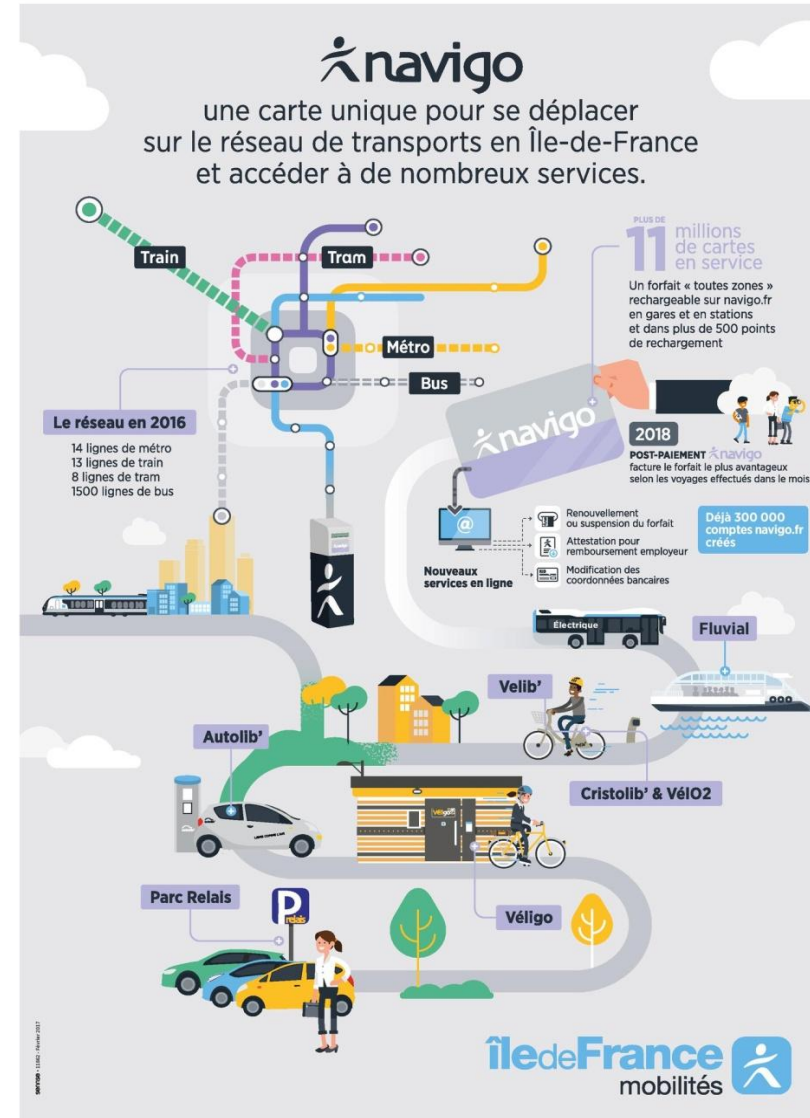 navigo
une carte unique pour se déplacer
sur le réseau de transports en Île-de-France
et accéder à de nombreux services.
Train
Tram
Métro
Bus
PLUS DE
11 millions
de cartes
en service
Un forfait « toutes zones »
rechargeable sur navigo.fr
en gares et en stations
et dans plus de 500 points
de rechargement
Le réseau en 2016
14 lignes de métro
13 lignes de train
8 lignes de tram
1500 lignes de bus
navigo
2018
POST-PAIEMENT navigo
facture le forfait le plus avantageux
selon les voyages effectués dans le mois
@
Nouveaux
services en ligne
Renouvellement
ou suspension du forfait
Attestation pour
remboursement employeur
Modification des
coordonnées bancaires
Déjà 300 000
comptes navigo.fr
créés
Électrique
Fluvial
Velib'
Cristolib' & VélO2
Autolib'
Véligo
Véligo
Parc Relais
P
relais
îledeFrance
mobilités